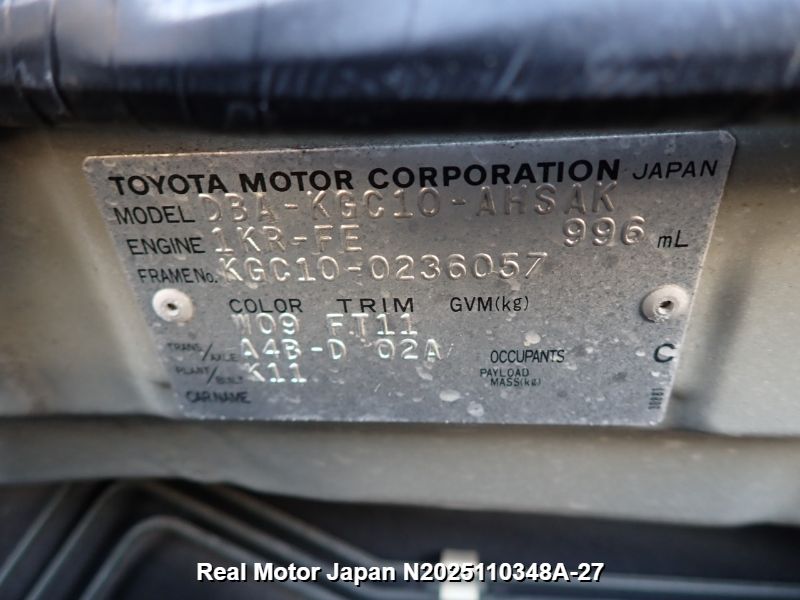 TOYOTA MOTOR CORPORATION JAPAN
MODEL DBA-KGC10-AHSAK
ENGINE 1KR-FE 996 mL
FRAME No. KGC10-0236057
COLOR TRIM GVM(kg)
W09 FT11
TRANS/AXLE A4B-D 02A OCCUPANTS C
PLANT/BUILT K11 PAYLOAD MASS(kg)
CAR NAME
Real Motor Japan N2025110348A-27